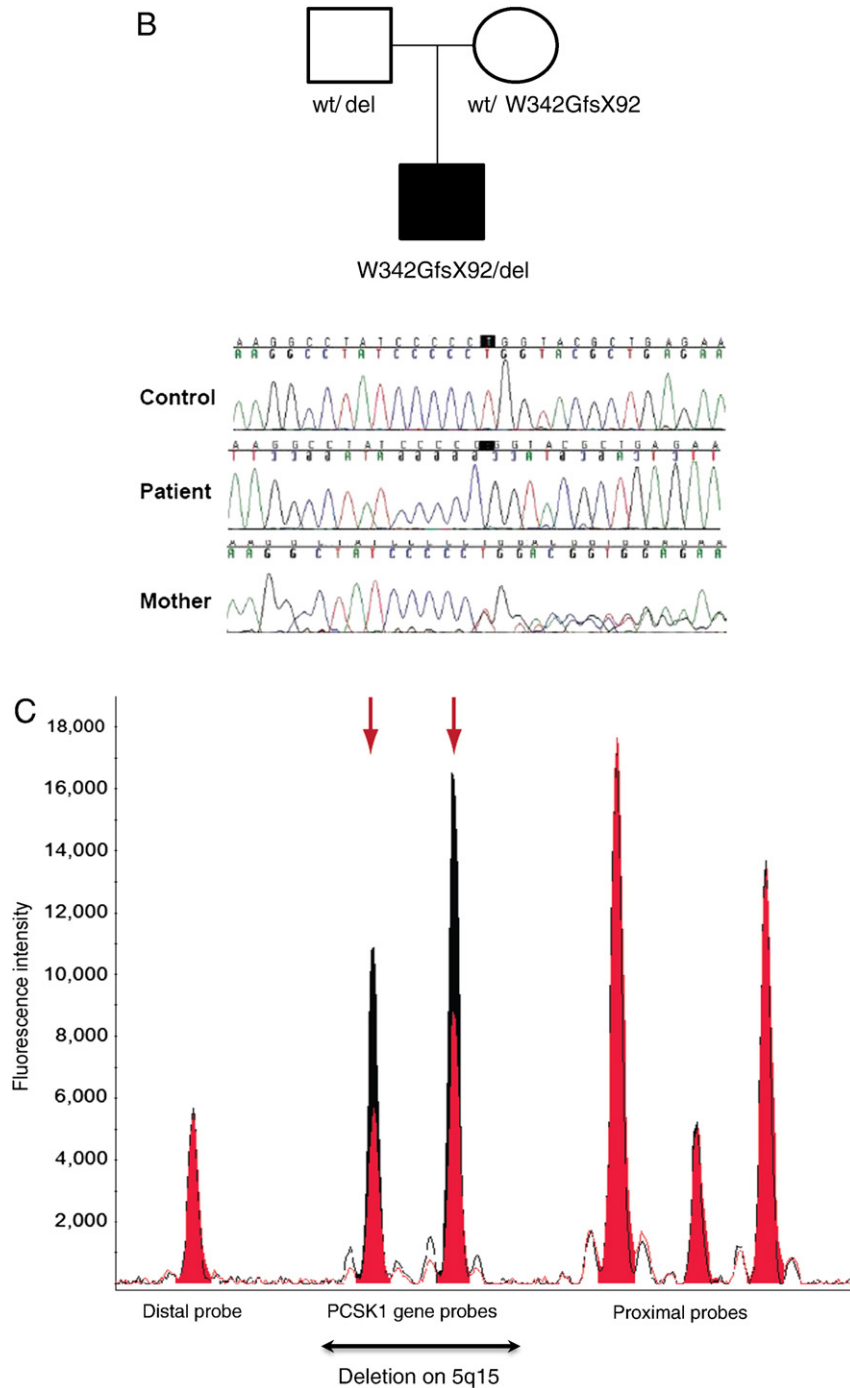 B
wt/del
wt/ W342GfsX92
W342GfsX92/del
A A G G C C T A T C C C C C T G G T A C G C T G A G A A
A A G G C C T A T C C C C C T G G T A C G C T G A G A A
Control
Patient
A A G G C T A T C C C C C T G G A C G G T G G A G A A
Mother
C
18,000
16,000
14,000
12,000
10,000
8,000
6,000
4,000
2,000
Fluorescence intensity
Distal probe
PCSK1 gene probes
Proximal probes
Deletion on 5q15